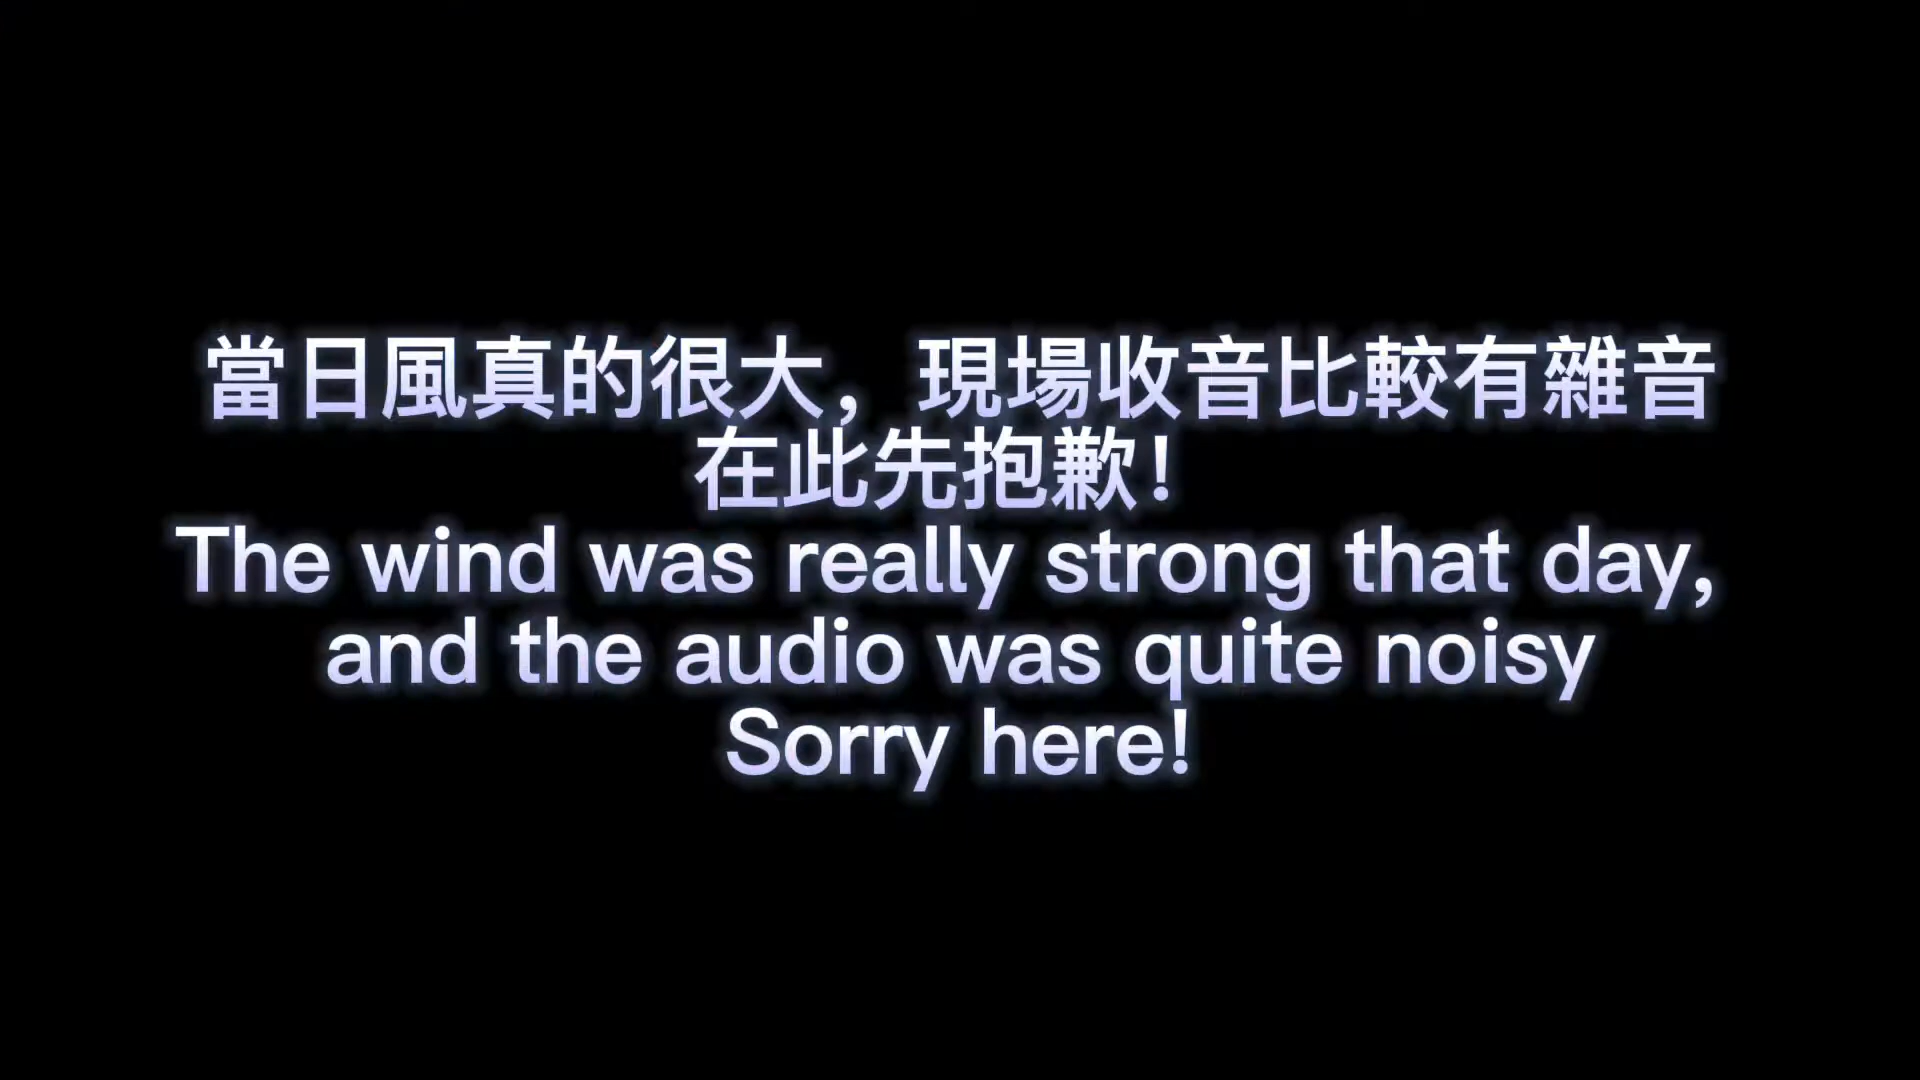 當日風真的很大，現場收音比較有雜音
在此先抱歉！
The wind was really strong that day,
and the audio was quite noisy
Sorry here!